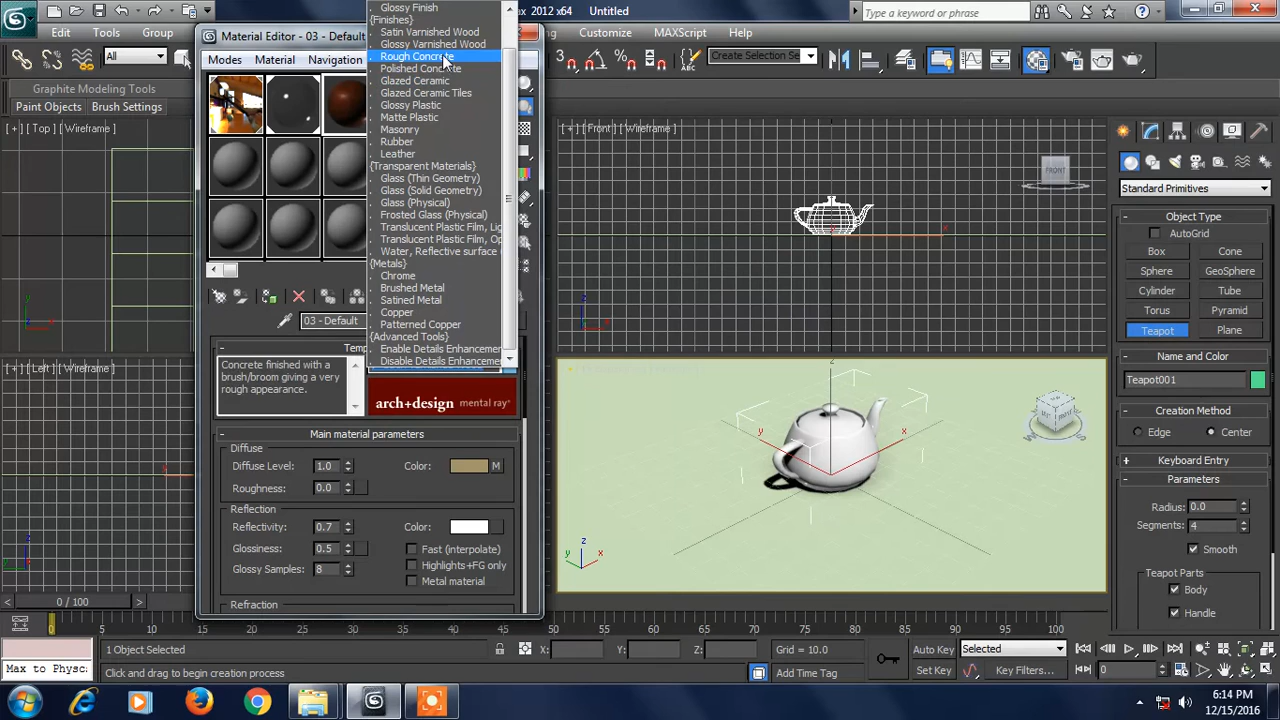 Max 2012 x64 Untitled
Type a keyword or phrase
Material Editor - 03 - Default
Edit Tools Group
Customize MAXScript Help
All
Create Selection Se
Modes Material Navigation
Graphite Modeling Tools
Paint Objects Brush Settings
Glossy Finish
{Finishes}
Satin Varnished Wood
Glossy Varnished Wood
Rough Concrete
Polished Concrete
Glazed Ceramic
Glazed Ceramic Tiles
Glossy Plastic
Matte Plastic
Masonry
Rubber
Leather
{Transparent Materials}
Glass (Thin Geometry)
Glass (Solid Geometry)
Glass (Physical)
Frosted Glass (Physical)
Translucent Plastic Film, Lig
Translucent Plastic Film, Op
Water, Reflective surface
{Metals}
Chrome
Brushed Metal
Satined Metal
Copper
Patterned Copper
{Advanced Tools}
Enable Details Enhancemen
Disable Details Enhancemen
[ + ] [ Top ] [ Wireframe ]
[ + ] [ Front ] [ Wireframe ]
FRONT
x
z
x
[ + ] [ Left ] [ Wireframe ]
z
y
x
z
y
x
03 - Default
Temp
Concrete finished with a
brush/broom giving a very
rough appearance.
arch+design mental ray
Main material parameters
Diffuse
Diffuse Level: 1.0 Color: M
Roughness: 0.0
Reflection
Reflectivity: 0.7 Color:
Glossiness: 0.5 Fast (interpolate)
Glossy Samples: 8 Highlights+FG only
Metal material
Refraction
Standard Primitives
Object Type
AutoGrid
Box Cone
Sphere GeoSphere
Cylinder Tube
Torus Pyramid
Teapot Plane
Name and Color
Teapot001
Creation Method
Edge Center
Keyboard Entry
Parameters
Radius: 0.0
Segments: 4
Smooth
Teapot Parts
Body
Handle
0 / 100
0 5 10 15 20 25 30 35 40 45 50 55 60 65 70 75 80 85 90 95 100
Max to Physc
1 Object Selected
X: Y: Z: Grid = 10.0
Click and drag to begin creation process
Add Time Tag
Auto Key Selected
Set Key Key Filters...
0
6:14 PM
12/15/2016